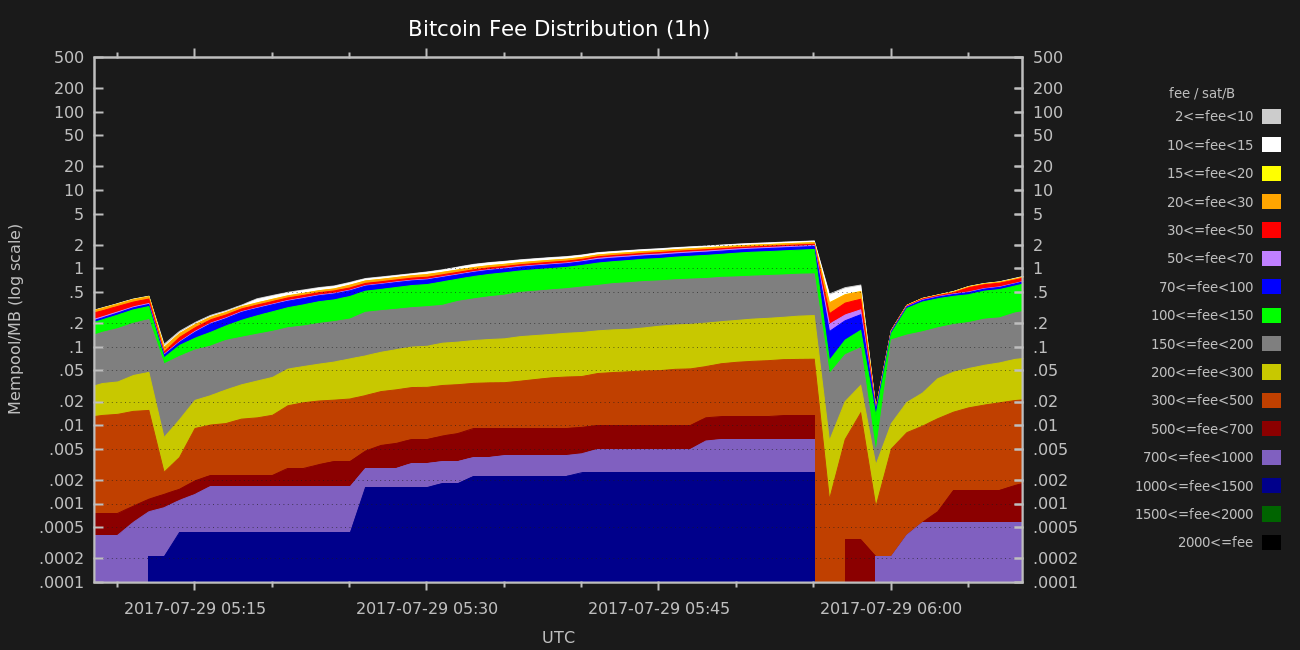 Bitcoin Fee Distribution (1h)
500
200
100
50
20
10
5
2
1
.5
.2
.1
.05
.02
.01
.005
.002
.001
.0005
.0002
.0001
Mempool/MB (log scale)
500
200
100
50
20
10
5
2
1
.5
.2
.1
.05
.02
.01
.005
.002
.001
.0005
.0002
.0001
2017-07-29 05:15
2017-07-29 05:30
2017-07-29 05:45
2017-07-29 06:00
UTC
fee / sat/B
2<=fee<10
10<=fee<15
15<=fee<20
20<=fee<30
30<=fee<50
50<=fee<70
70<=fee<100
100<=fee<150
150<=fee<200
200<=fee<300
300<=fee<500
500<=fee<700
700<=fee<1000
1000<=fee<1500
1500<=fee<2000
2000<=fee